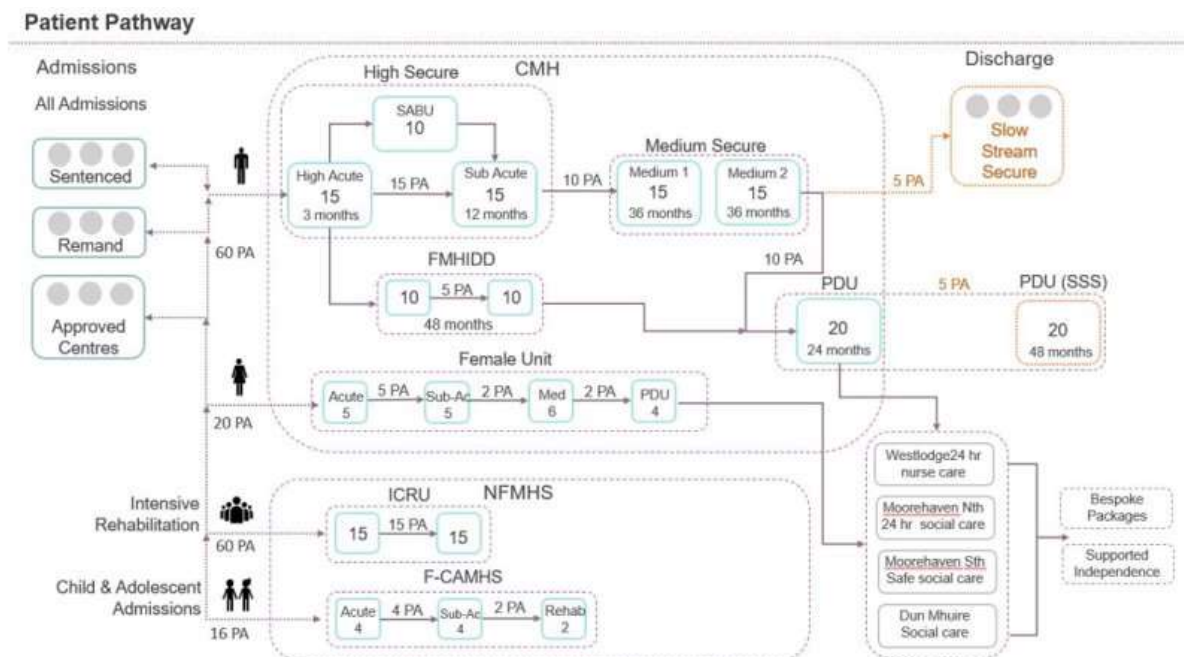 Patient Pathway
Admissions
All Admissions
Sentenced
Remand
Approved
Centres
60 PA
20 PA
Intensive
Rehabilitation
60 PA
Child & Adolescent
Admissions
16 PA
CMH
High Secure
SABU
10
High Acute
15
3 months
15 PA
Sub Acute
15
12 months
10 PA
Medium Secure
Medium 1
15
36 months
Medium 2
15
36 months
5 PA
Discharge
Slow
Stream
Secure
10 PA
FMHIDD
10
5 PA
10
48 months
PDU
20
24 months
5 PA
PDU (SSS)
20
48 months
Female Unit
Acute
5
5 PA
Sub-Ac
5
2 PA
Med
6
2 PA
PDU
4
NFMHS
ICRU
15
15 PA
15
F-CAMHS
Acute
4
4 PA
Sub-Ac
4
2 PA
Rehab
2
Westlodge24 hr
nurse care
Moorehaven Nth
24 hr social care
Moorehaven Sth
Safe social care
Dun Mhuire
Social care
Bespoke
Packages
Supported
Independence